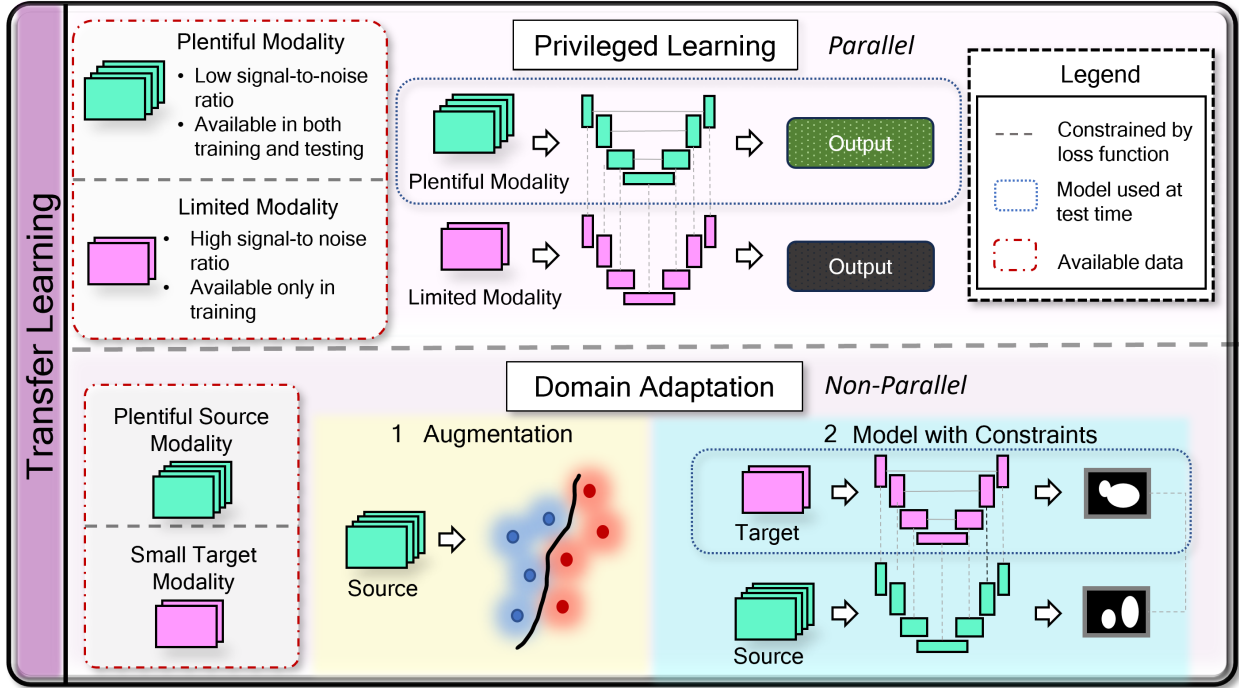 Transfer Learning
Plentiful Modality
• Low signal-to-noise
ratio
• Available in both
training and testing
Limited Modality
• High signal-to noise
ratio
• Available only in
training
Privileged Learning
Parallel
Plentiful Modality
Output
Limited Modality
Output
Legend
Constrained by
loss function
Model used at
test time
Available data
Domain Adaptation
Non-Parallel
Plentiful Source
Modality
Small Target
Modality
1 Augmentation
Source
2 Model with Constraints
Target
Source